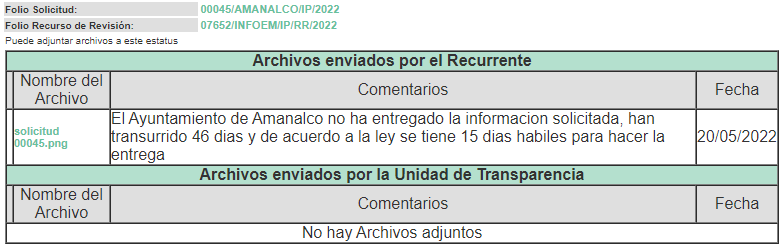 Folio Solicitud: 00045/AMANALCO/IP/2022
Folio Recurso de Revisión: 07652/INFOEM/IP/RR/2022
Puede adjuntar archivos a este estatus
Archivos enviados por el Recurrente
Nombre del Archivo Comentarios Fecha
solicitud 00045.png
El Ayuntamiento de Amanalco no ha entregado la informacion solicitada, han
transurrido 46 dias y de acuerdo a la ley se tiene 15 dias habiles para hacer la
entrega
20/05/2022
Archivos enviados por la Unidad de Transparencia
Nombre del Archivo Comentarios Fecha
No hay Archivos adjuntos